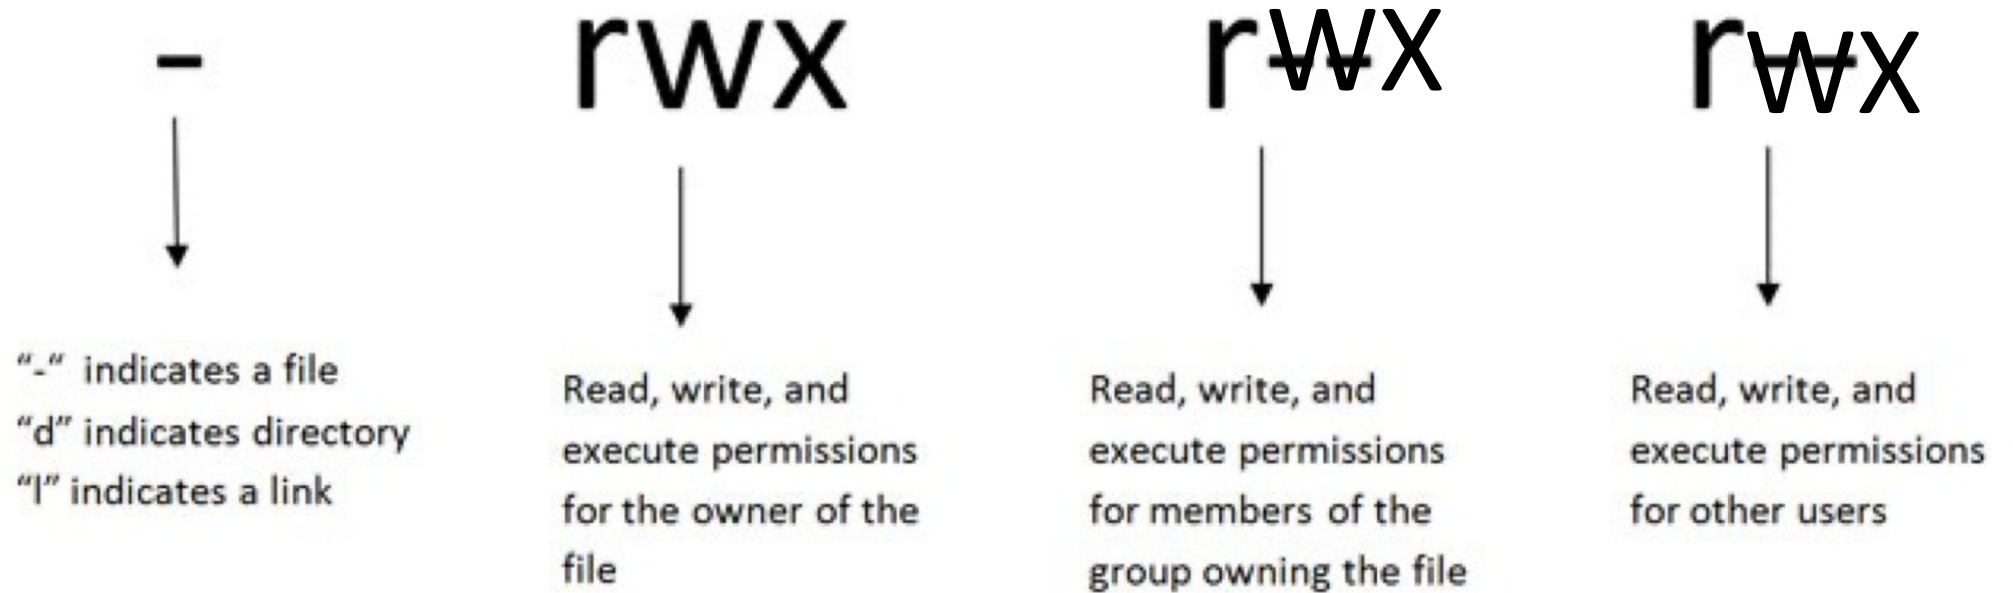 - rwx rwx rwx
“-“ indicates a file
“d” indicates directory
“l” indicates a link
Read, write, and
execute permissions
for the owner of the
file
Read, write, and
execute permissions
for members of the
group owning the file
Read, write, and
execute permissions
for other users